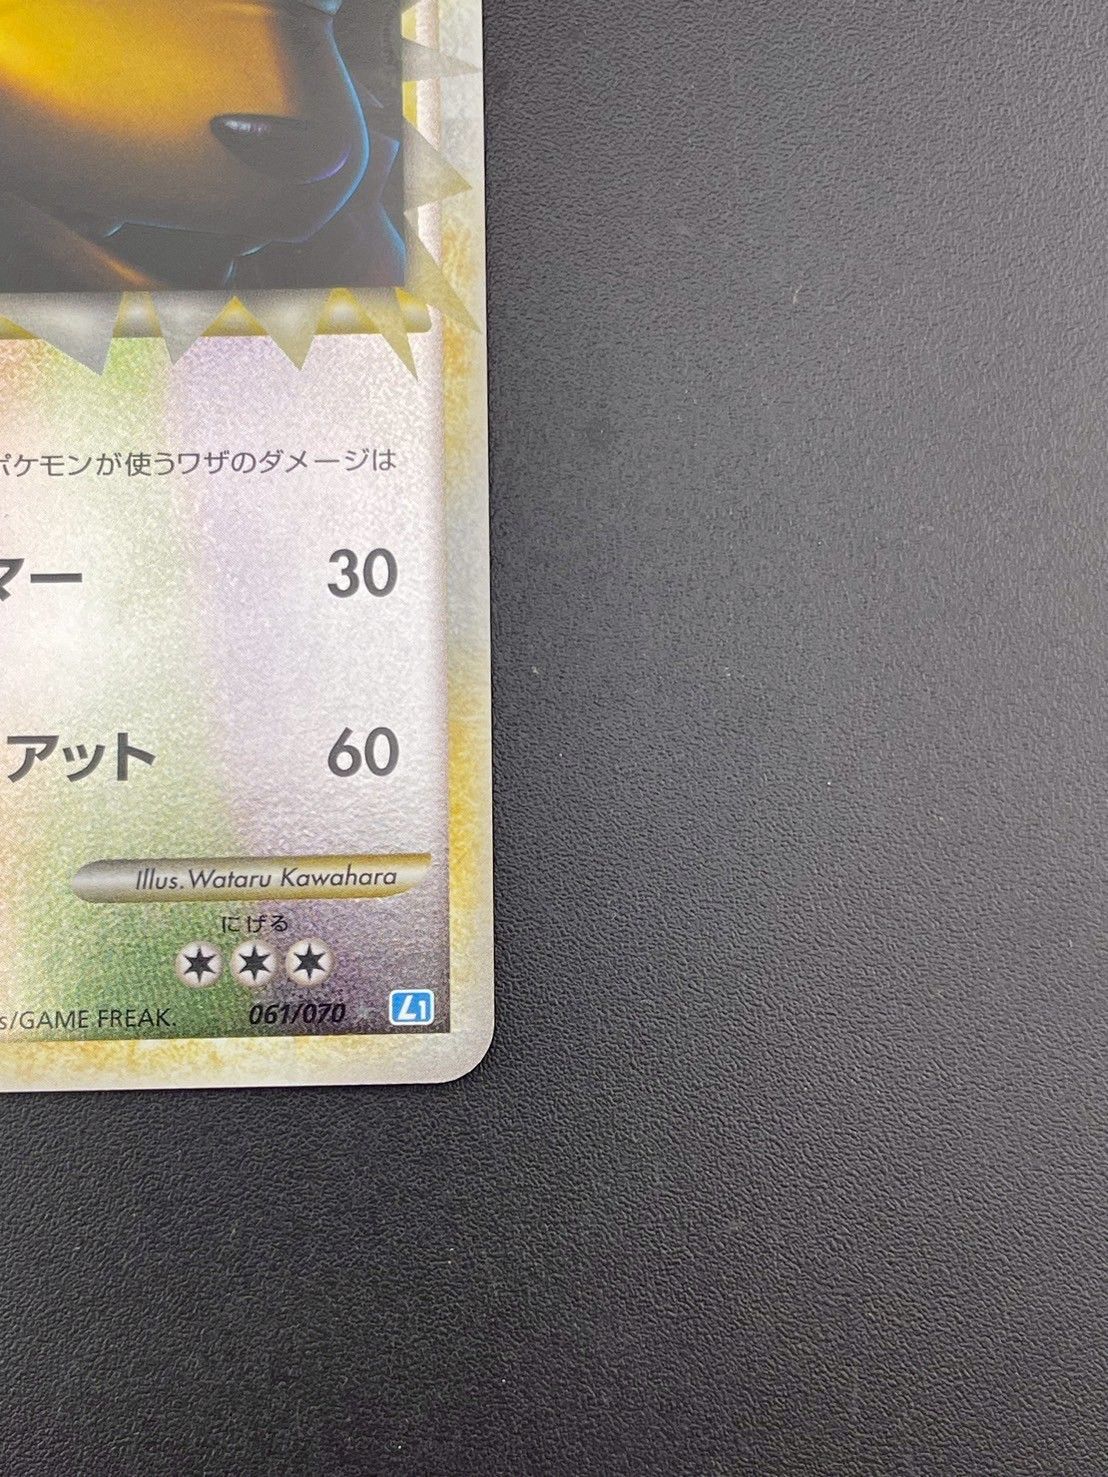 ポケモンが使うワザのダメージは
マー 30
アット 60
Illus. Wataru Kawahara
にげる
s/GAME FREAK. 061/070 L1